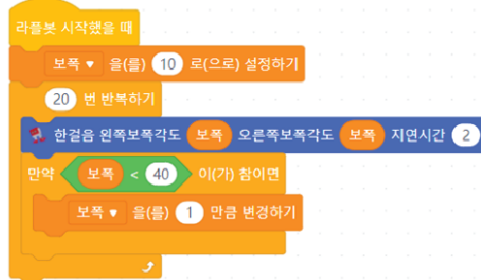 라플봇 시작했을 때
보폭 을(를) 10 로(으로) 설정하기
20 번 반복하기
한걸음 왼쪽보폭각도 보폭 오른쪽보폭각도 보폭 지연시간 2
만약 보폭 < 40 이(가) 참이면
보폭 을(를) 1 만큼 변경하기